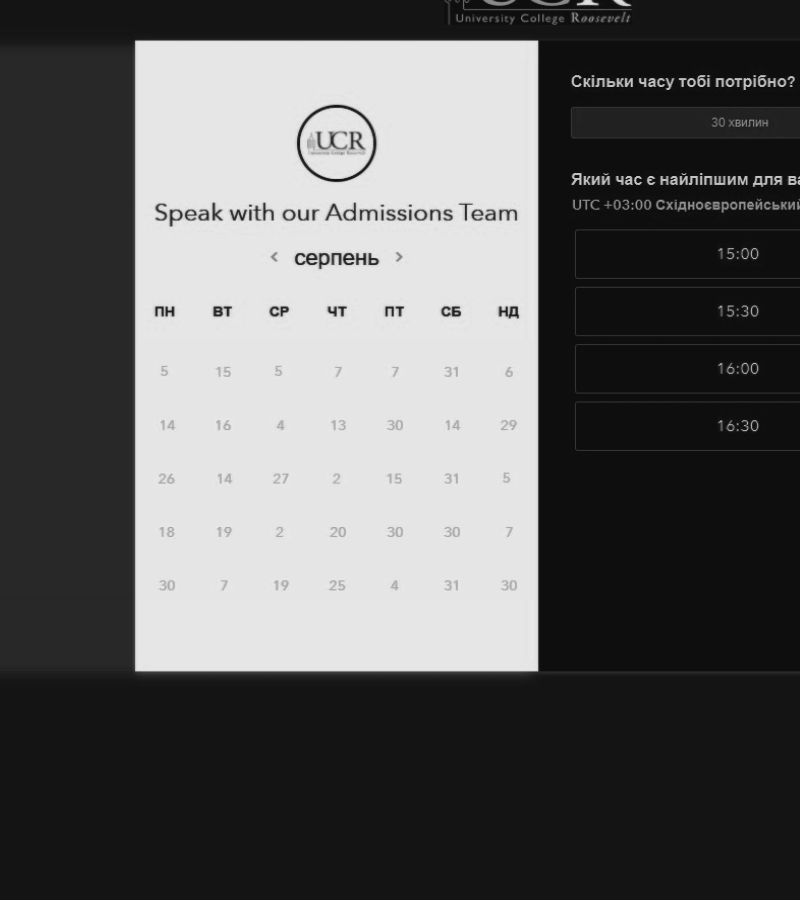 UCR
University College Roosevelt
UCR
Speak with our Admissions Team
< серпень >
ПН ВТ СР ЧТ ПТ СБ НД
5 15 5 7 7 31 6
14 16 4 13 30 14 29
26 14 27 2 15 31 5
18 19 2 20 30 30 7
30 7 19 25 4 31 30
Скільки часу тобі потрібно?
30 хвилин
Який час є найліпшим для ва
UTC +03:00 Східноєвропейський
15:00
15:30
16:00
16:30